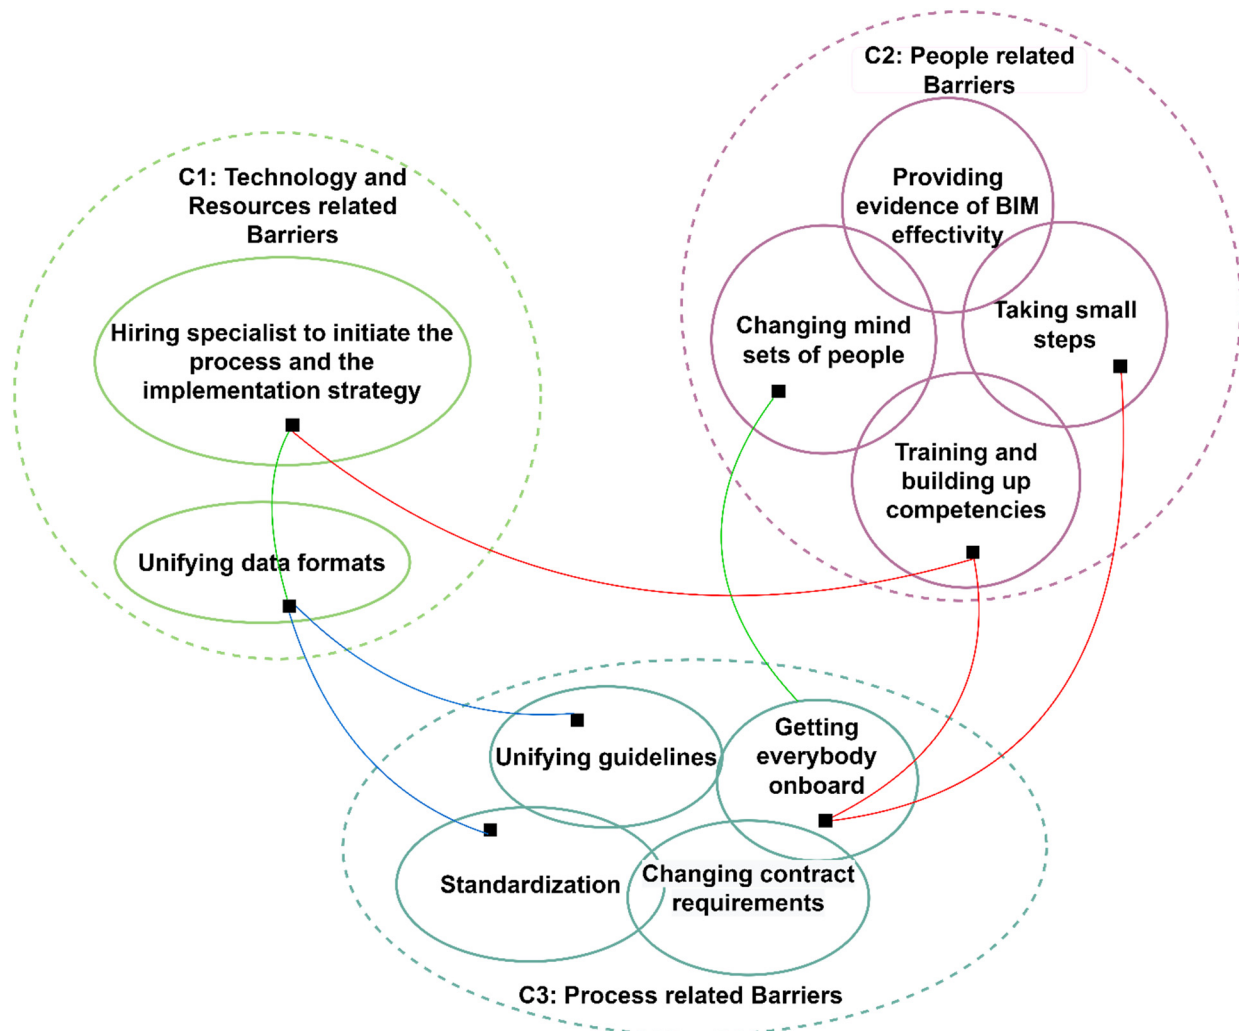 C1: Technology and
Resources related
Barriers
Hiring specialist to initiate the
process and the
implementation strategy
Unifying data formats
C2: People related
Barriers
Providing
evidence of BIM
effectivity
Changing mind
sets of people
Taking small
steps
Training and
building up
competencies
Unifying guidelines
Getting
everybody
onboard
Standardization
Changing contract
requirements
C3: Process related Barriers